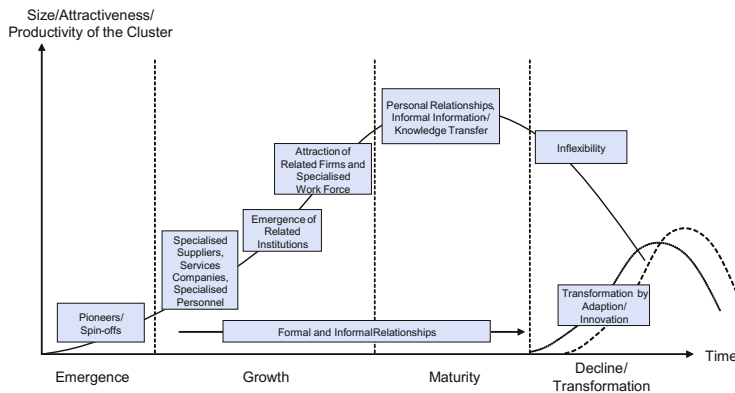 Size/Attractiveness/
Productivity of the Cluster
Personal Relationships,
Informal Information-/
Knowledge Transfer
Inflexibility
Attraction of
Related Firms and
Specialised
Work Force
Emergence of
Related
Institutions
Specialised
Suppliers,
Services
Companies,
Specialised
Personnel
Pioneers/
Spin-offs
Transformation by
Adaption/
Innovation
Formal and Informal Relationships
Time
Emergence
Growth
Maturity
Decline/
Transformation